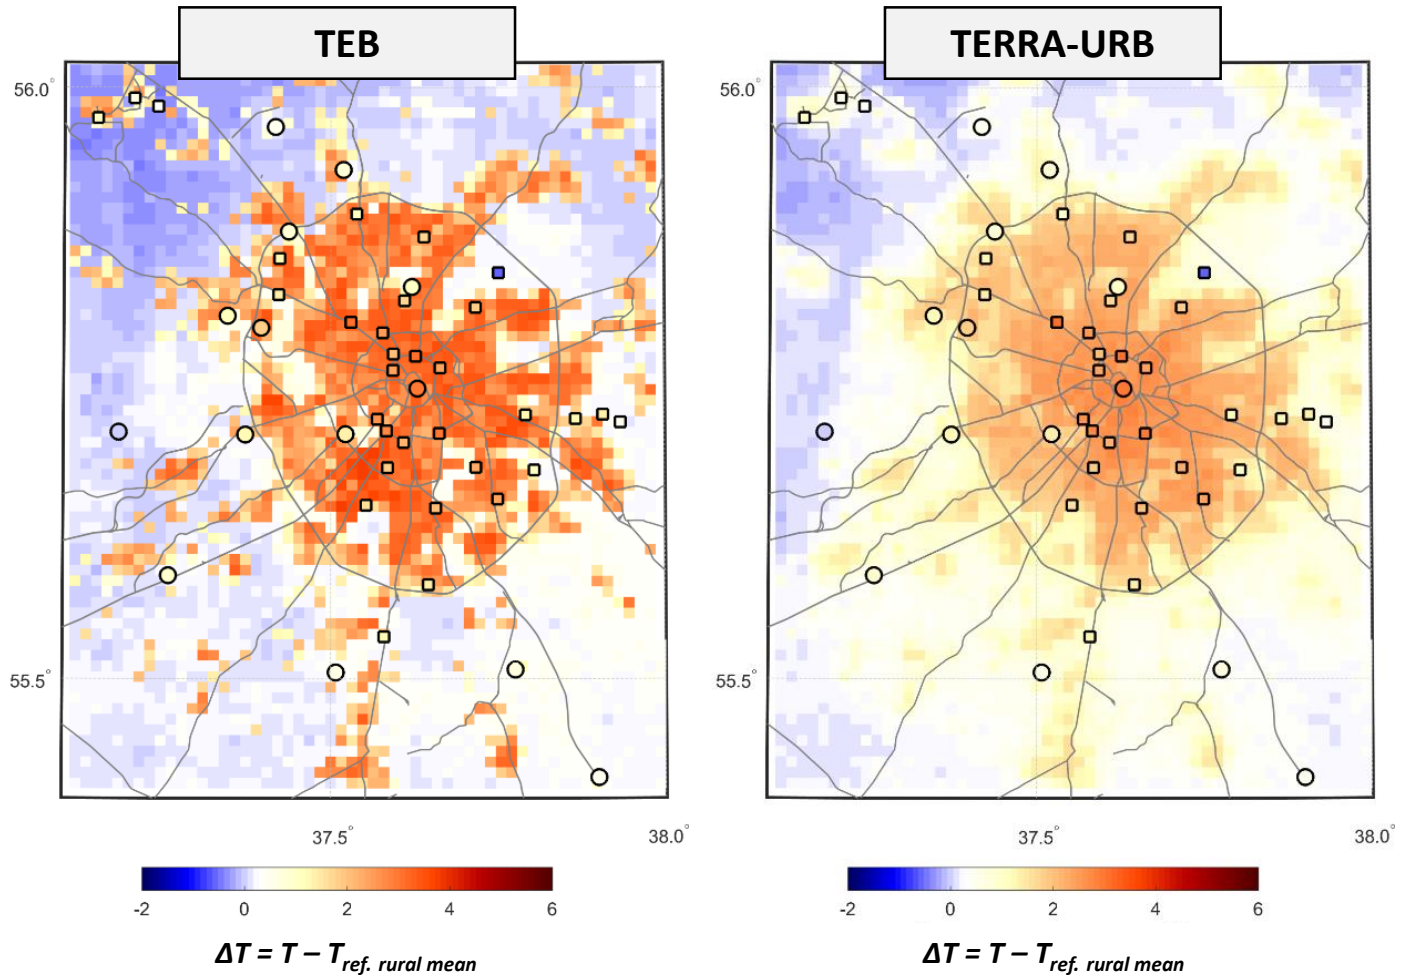 TEB
TERRA-URB
56.0°
56.0°
55.5°
55.5°
37.5°
38.0°
37.5°
38.0°
-2 0 2 4 6
-2 0 2 4 6
ΔT = T – Tref. rural mean
ΔT = T – Tref. rural mean